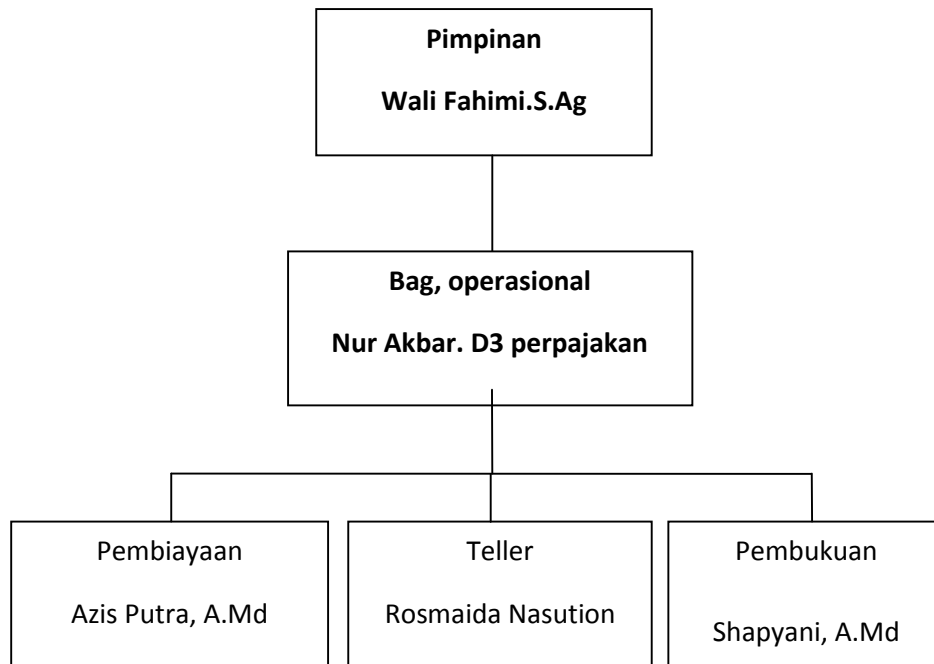 Pimpinan
Wali Fahimi.S.Ag
Bag, operasional
Nur Akbar. D3 perpajakan
Pembiayaan
Azis Putra, A.Md
Teller
Rosmaida Nasution
Pembukuan
Shapyani, A.Md